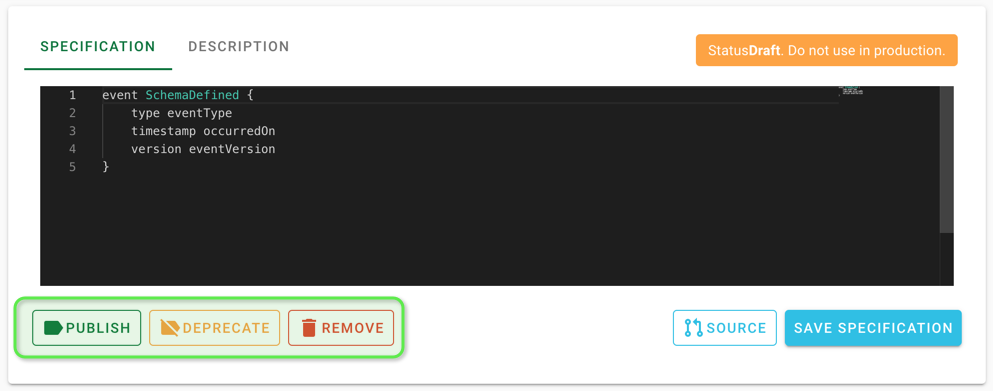 SPECIFICATION DESCRIPTION
StatusDraft. Do not use in production.
1 event SchemaDefined {
2 type eventType
3 timestamp occurredOn
4 version eventVersion
5 }
PUBLISH DEPRECATE REMOVE SOURCE SAVE SPECIFICATION